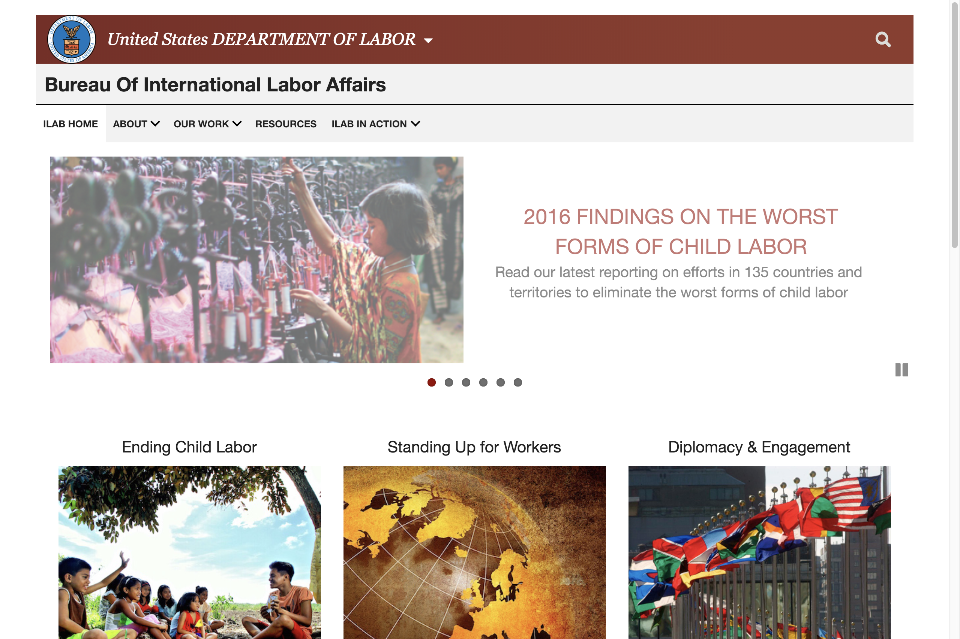 United States DEPARTMENT OF LABOR
Bureau Of International Labor Affairs
ILAB HOME ABOUT OUR WORK RESOURCES ILAB IN ACTION
2016 FINDINGS ON THE WORST
FORMS OF CHILD LABOR
Read our latest reporting on efforts in 135 countries and
territories to eliminate the worst forms of child labor
Ending Child Labor
Standing Up for Workers
Diplomacy & Engagement